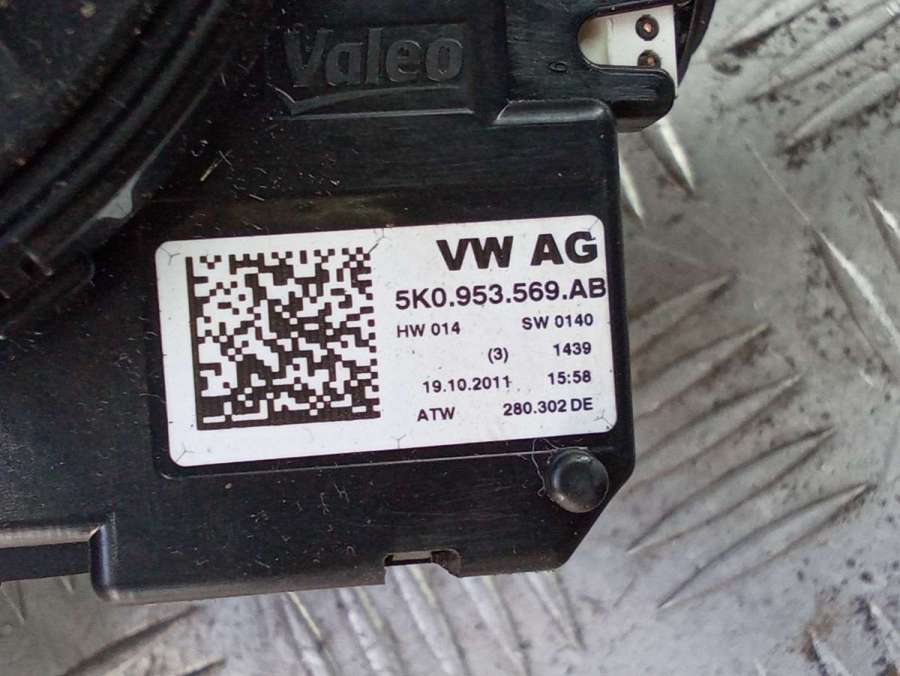 Valeo
VW AG
5K0.953.569.AB
HW 014 SW 0140
(3) 1439
19.10.2011 15:58
ATW 280.302 DE